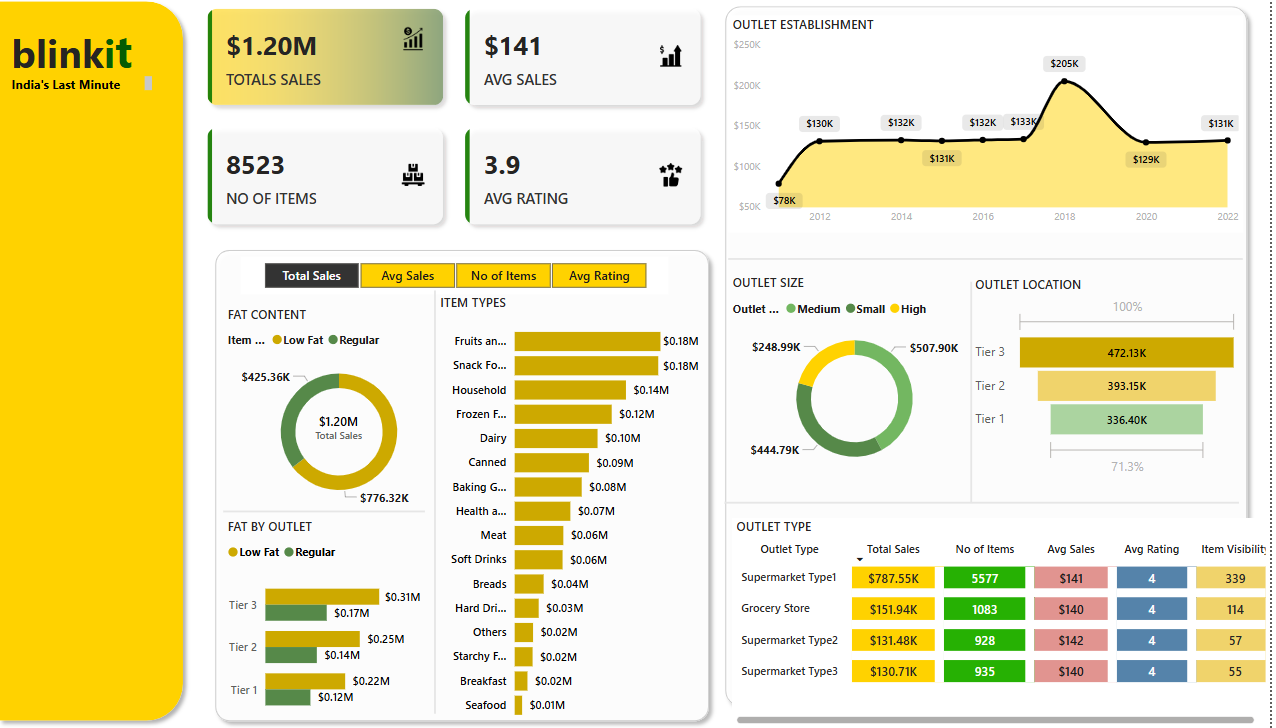 blinkit
India's Last Minute
$1.20M
TOTALS SALES
$141
AVG SALES
8523
NO OF ITEMS
3.9
AVG RATING
Total Sales
Avg Sales
No of Items
Avg Rating
FAT CONTENT
Item ... Low Fat Regular
$425.36K
$1.20M
Total Sales
$776.32K
FAT BY OUTLET
Low Fat Regular
Tier 3 $0.31M
$0.17M
Tier 2 $0.25M
$0.14M
Tier 1 $0.22M
$0.12M
ITEM TYPES
Fruits an... $0.18M
Snack Fo... $0.18M
Household $0.14M
Frozen F... $0.12M
Dairy $0.10M
Canned $0.09M
Baking G... $0.08M
Health a... $0.07M
Meat $0.06M
Soft Drinks $0.06M
Breads $0.04M
Hard Dri... $0.03M
Others $0.02M
Starchy F... $0.02M
Breakfast $0.02M
Seafood $0.01M
OUTLET ESTABLISHMENT
$250K
$200K
$150K
$100K
$50K
$78K
$130K
$132K
$131K
$132K
$133K
$205K
$129K
$131K
2012 2014 2016 2018 2020 2022
OUTLET SIZE
Outlet ... Medium Small High
$248.99K
$507.90K
$444.79K
OUTLET LOCATION
100%
Tier 3 472.13K
Tier 2 393.15K
Tier 1 336.40K
71.3%
OUTLET TYPE
Outlet Type Total Sales No of Items Avg Sales Avg Rating Item Visibility
Supermarket Type1 $787.55K 5577 $141 4 339
Grocery Store $151.94K 1083 $140 4 114
Supermarket Type2 $131.48K 928 $142 4 57
Supermarket Type3 $130.71K 935 $140 4 55